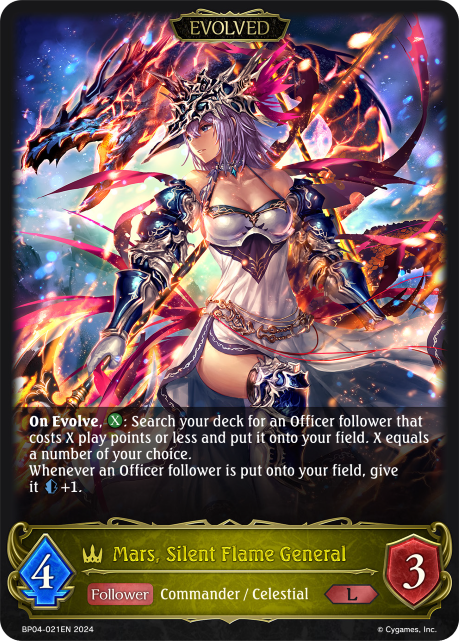 EVOLVED
On Evolve, X: Search your deck for an Officer follower that
costs X play points or less and put it onto your field. X equals
a number of your choice.
Whenever an Officer follower is put onto your field, give
it +1.
Mars, Silent Flame General
4
Follower Commander / Celestial L
3
BP04-021EN 2024 © Cygames, Inc.